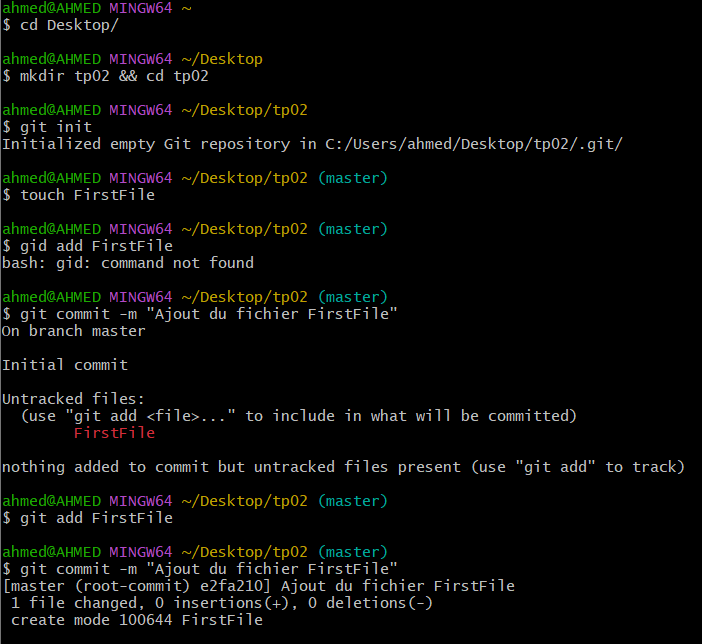 ahmed@AHMED MINGW64 ~
$ cd Desktop/
ahmed@AHMED MINGW64 ~/Desktop
$ mkdir tp02 && cd tp02
ahmed@AHMED MINGW64 ~/Desktop/tp02
$ git init
Initialized empty Git repository in C:/Users/ahmed/Desktop/tp02/.git/
ahmed@AHMED MINGW64 ~/Desktop/tp02 (master)
$ touch FirstFile
ahmed@AHMED MINGW64 ~/Desktop/tp02 (master)
$ gid add FirstFile
bash: gid: command not found
ahmed@AHMED MINGW64 ~/Desktop/tp02 (master)
$ git commit -m "Ajout du fichier FirstFile"
On branch master
Initial commit
Untracked files:
(use "git add <file>..." to include in what will be committed)
FirstFile
nothing added to commit but untracked files present (use "git add" to track)
ahmed@AHMED MINGW64 ~/Desktop/tp02 (master)
$ git add FirstFile
ahmed@AHMED MINGW64 ~/Desktop/tp02 (master)
$ git commit -m "Ajout du fichier FirstFile"
[master (root-commit) e2fa210] Ajout du fichier FirstFile
1 file changed, 0 insertions(+), 0 deletions(-)
create mode 100644 FirstFile